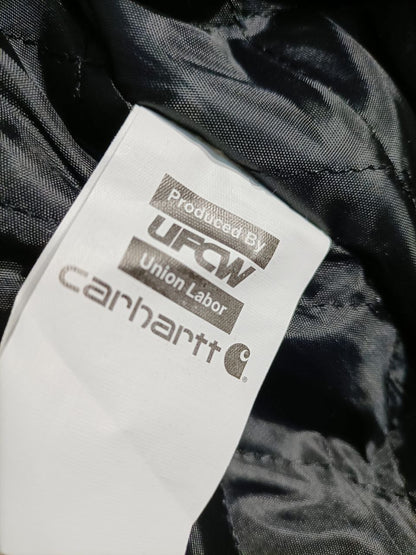 Produced By
UFCW
Union Labor
carhartt